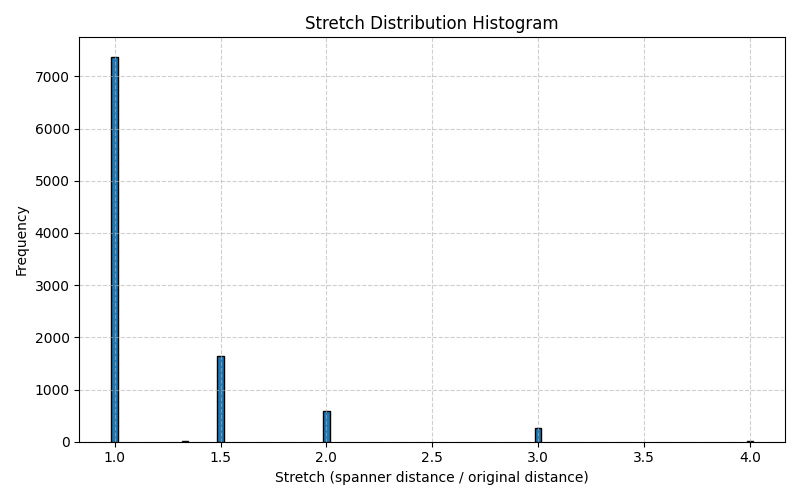 Stretch Distribution Histogram
Frequency
7000
6000
5000
4000
3000
2000
1000
0
1.0 1.5 2.0 2.5 3.0 3.5 4.0
Stretch (spanner distance / original distance)